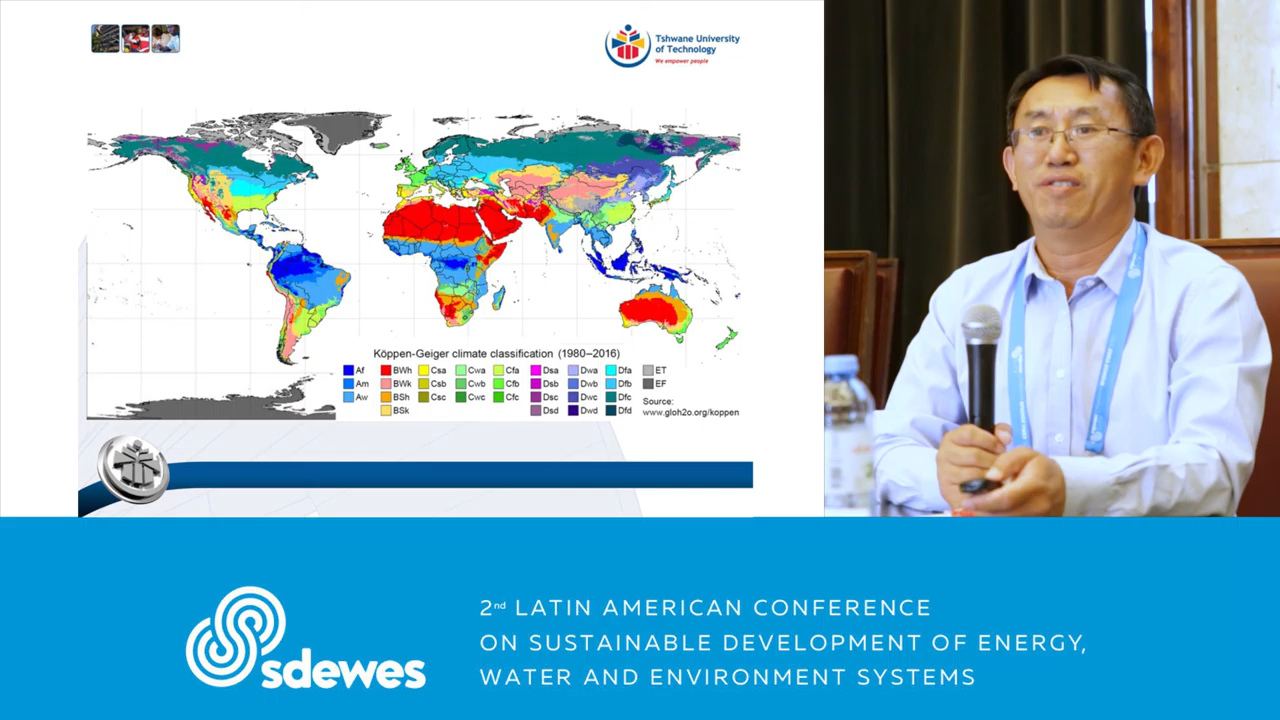 Tshwane University
of Technology
We empower people
Köppen-Geiger climate classification (1980–2016)
Af BWh Csa Cwa Cfa Dsa Dwa Dfa ET
Am BWk Csb Cwb Cfb Dsb Dwb Dfb EF
Aw BSh Csc Cwc Cfc Dsc Dwc Dfc
BSk Dsd Dwd Dfd
Source:
www.gloh2o.org/koppen
sdewes
2nd LATIN AMERICAN CONFERENCE
ON SUSTAINABLE DEVELOPMENT OF ENERGY,
WATER AND ENVIRONMENT SYSTEMS